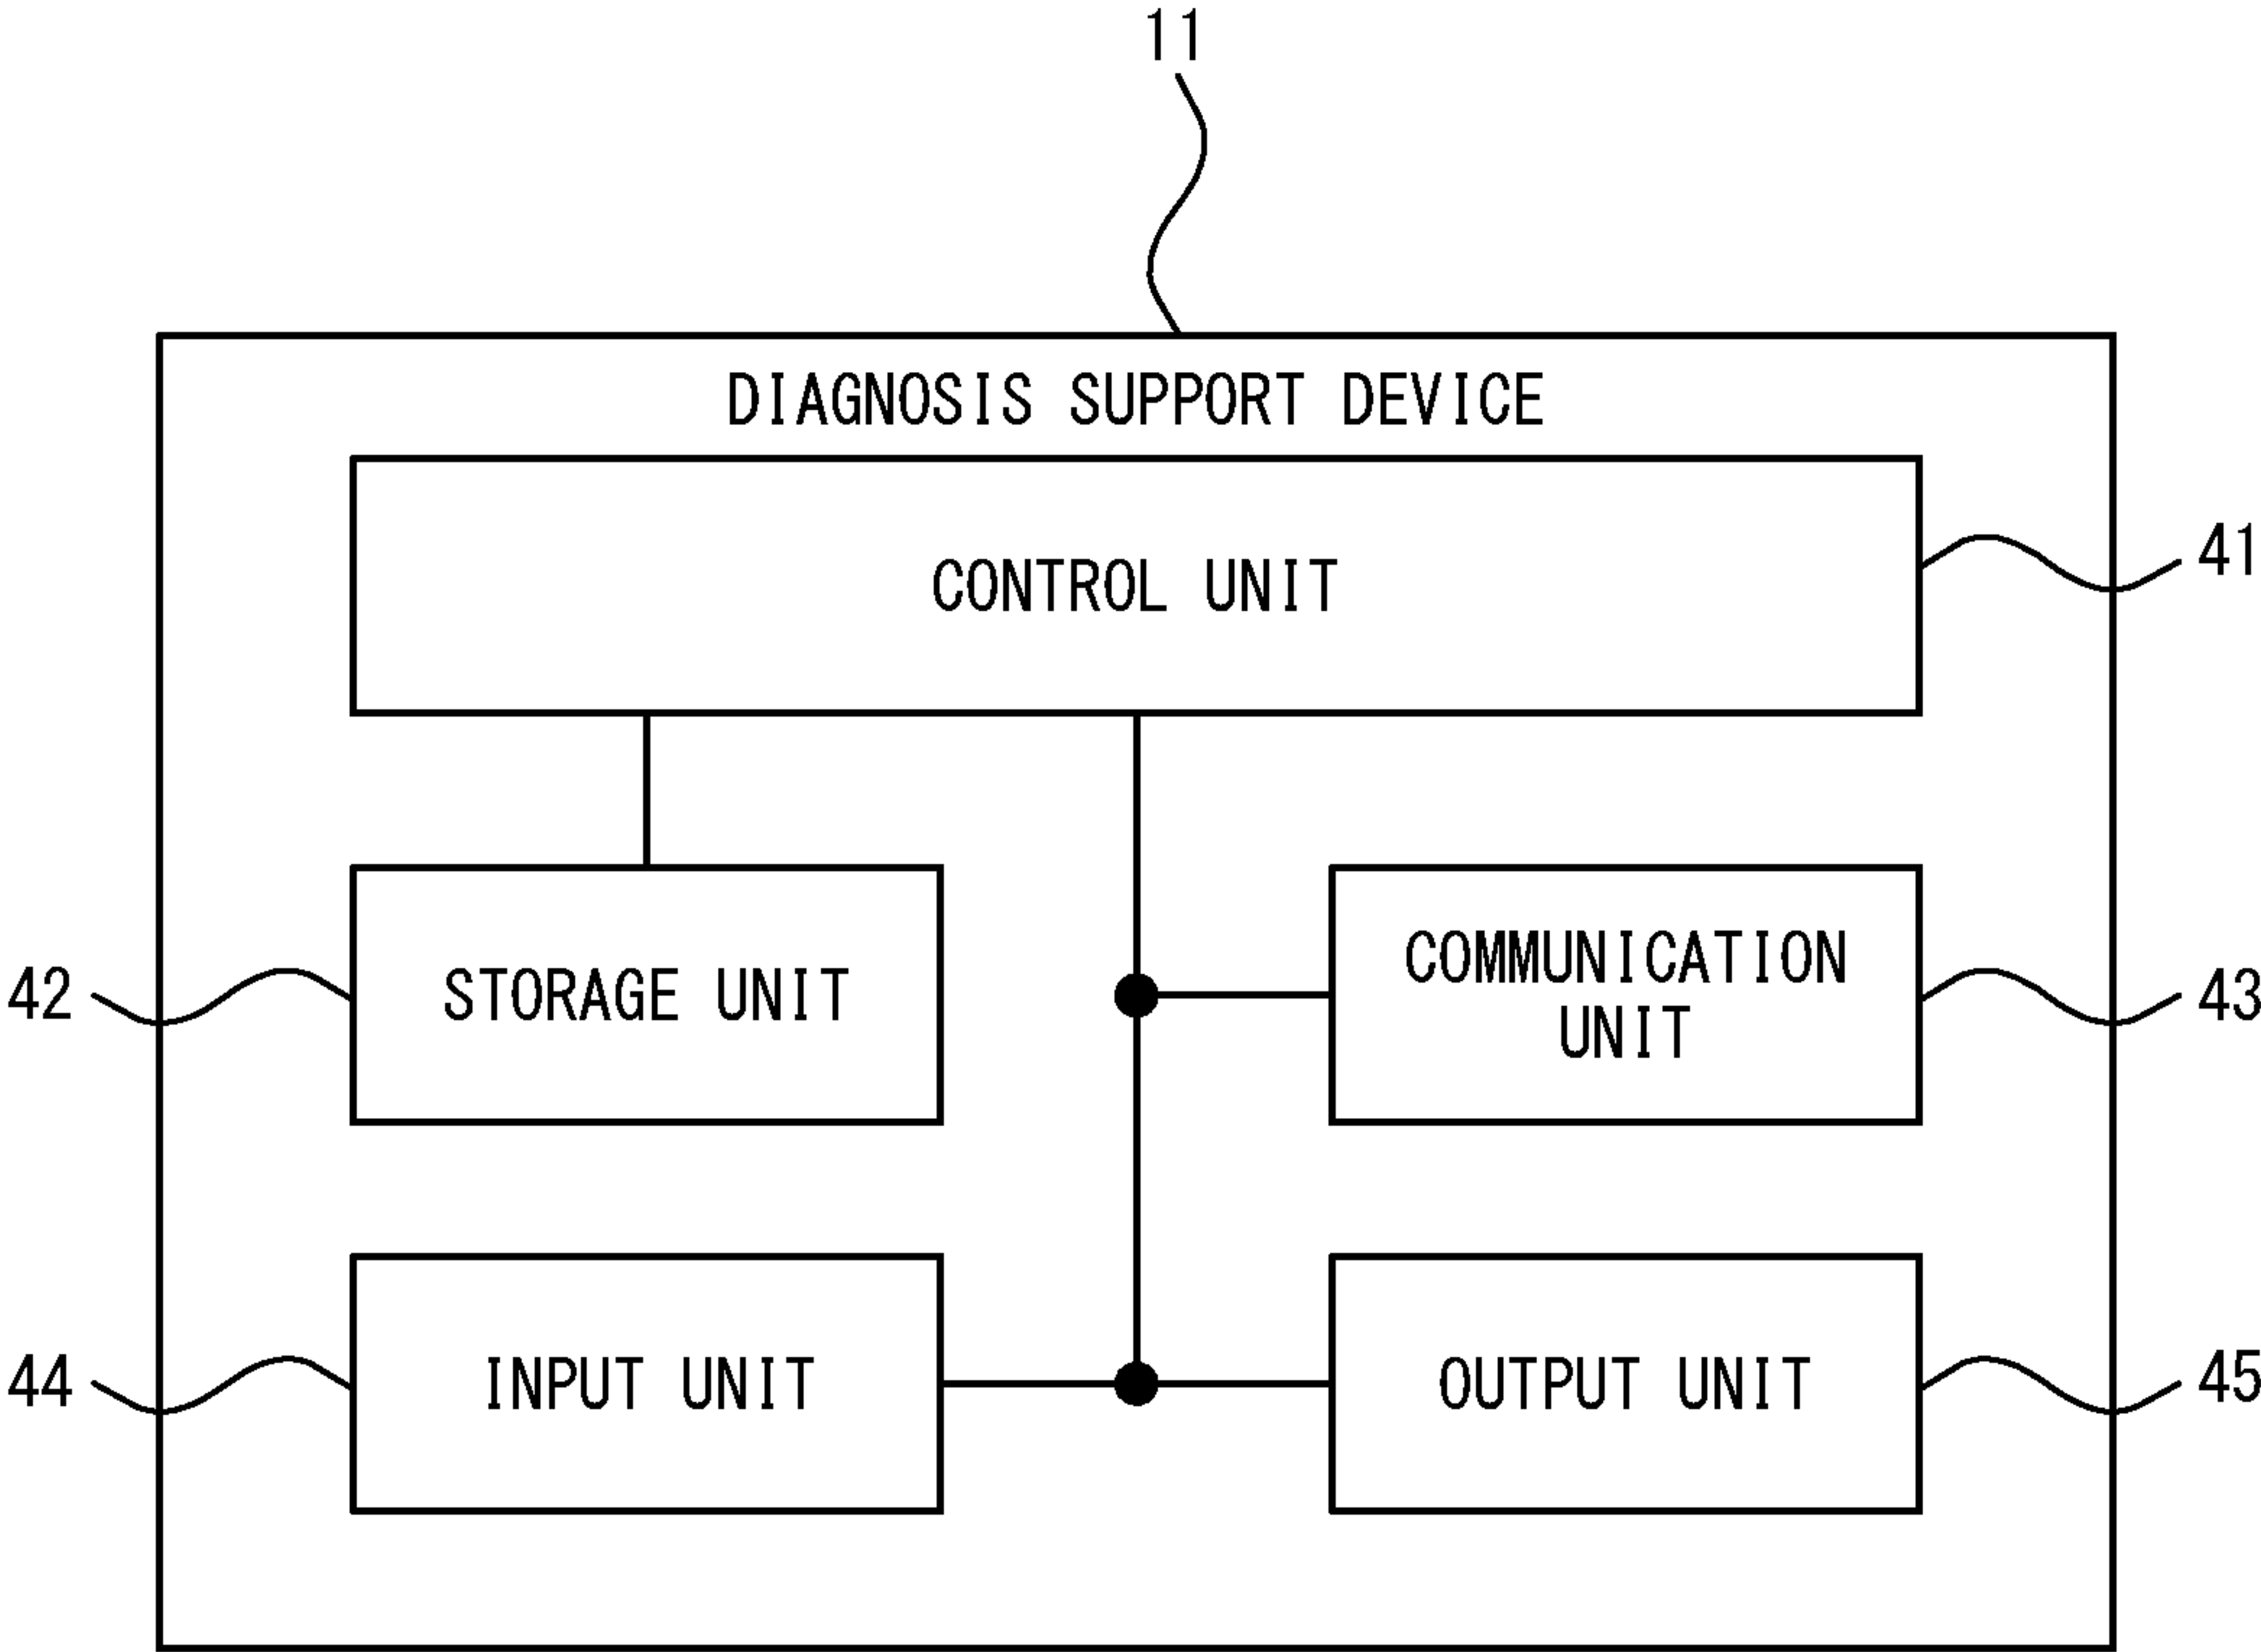 11
DIAGNOSIS SUPPORT DEVICE
CONTROL UNIT
41
42
STORAGE UNIT
COMMUNICATION
UNIT
43
44
INPUT UNIT
OUTPUT UNIT
45